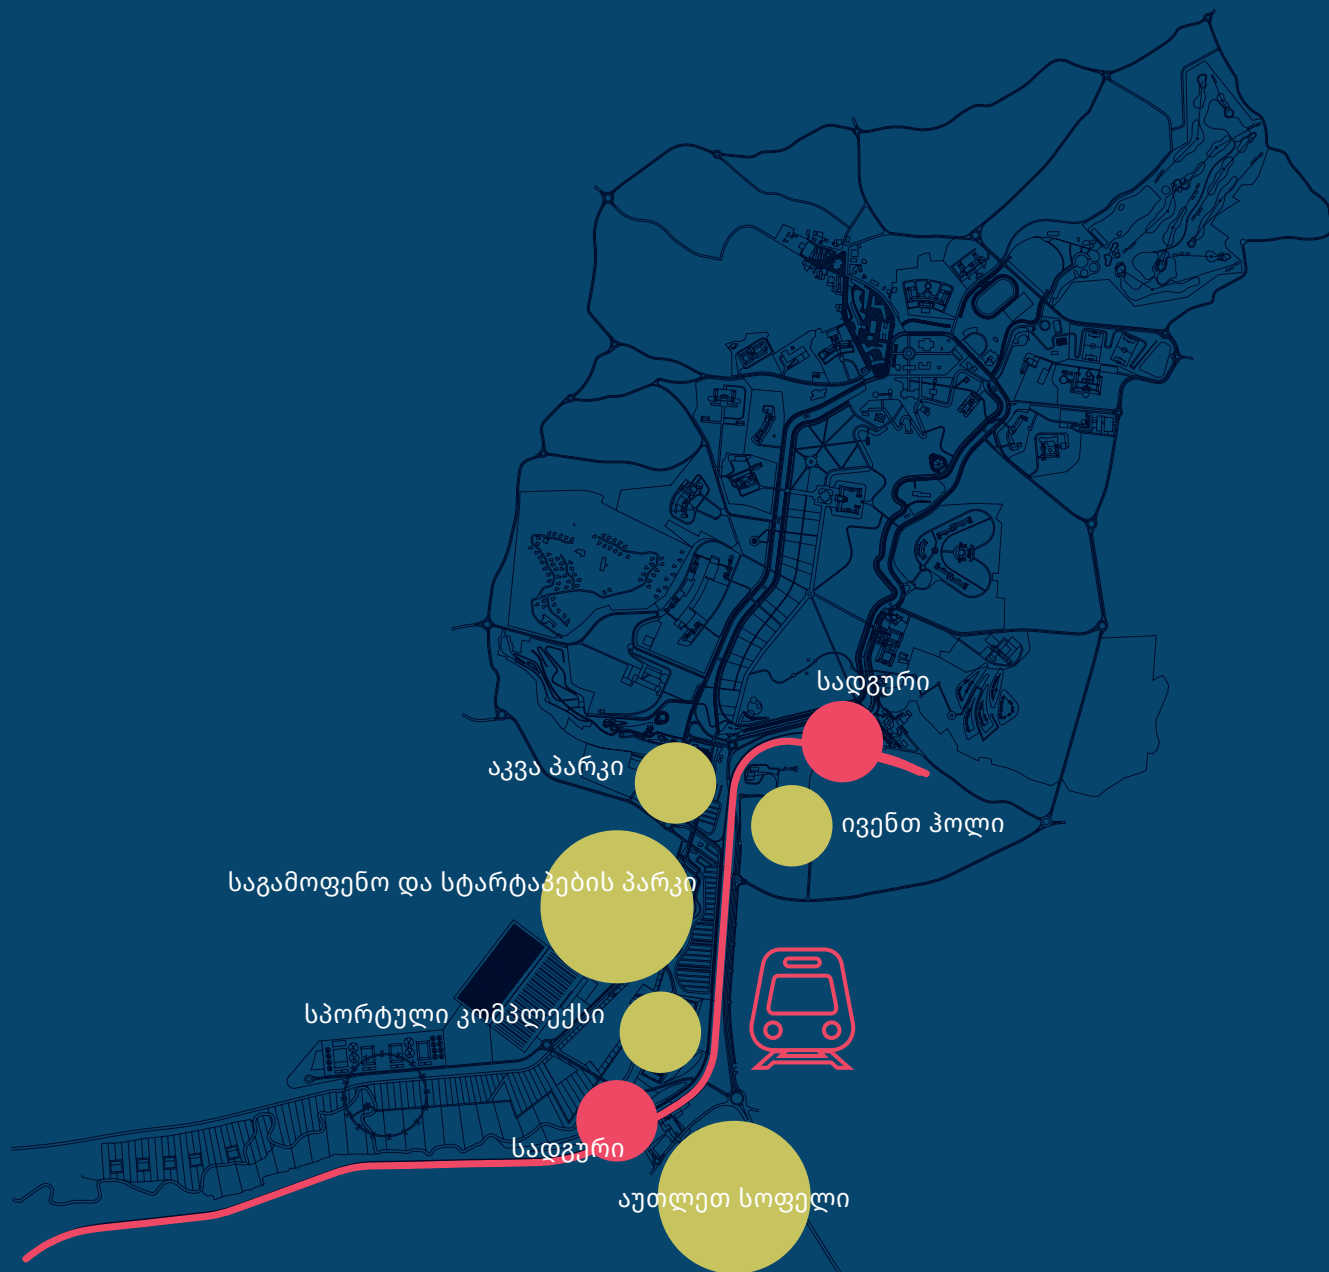 სადგური
აკვა პარკი
ივენთ ჰოლი
საგამოფენო და სტარტაპების პარკი
სპორტული კომპლექსი
სადგური
აუთლეთ სოფელი